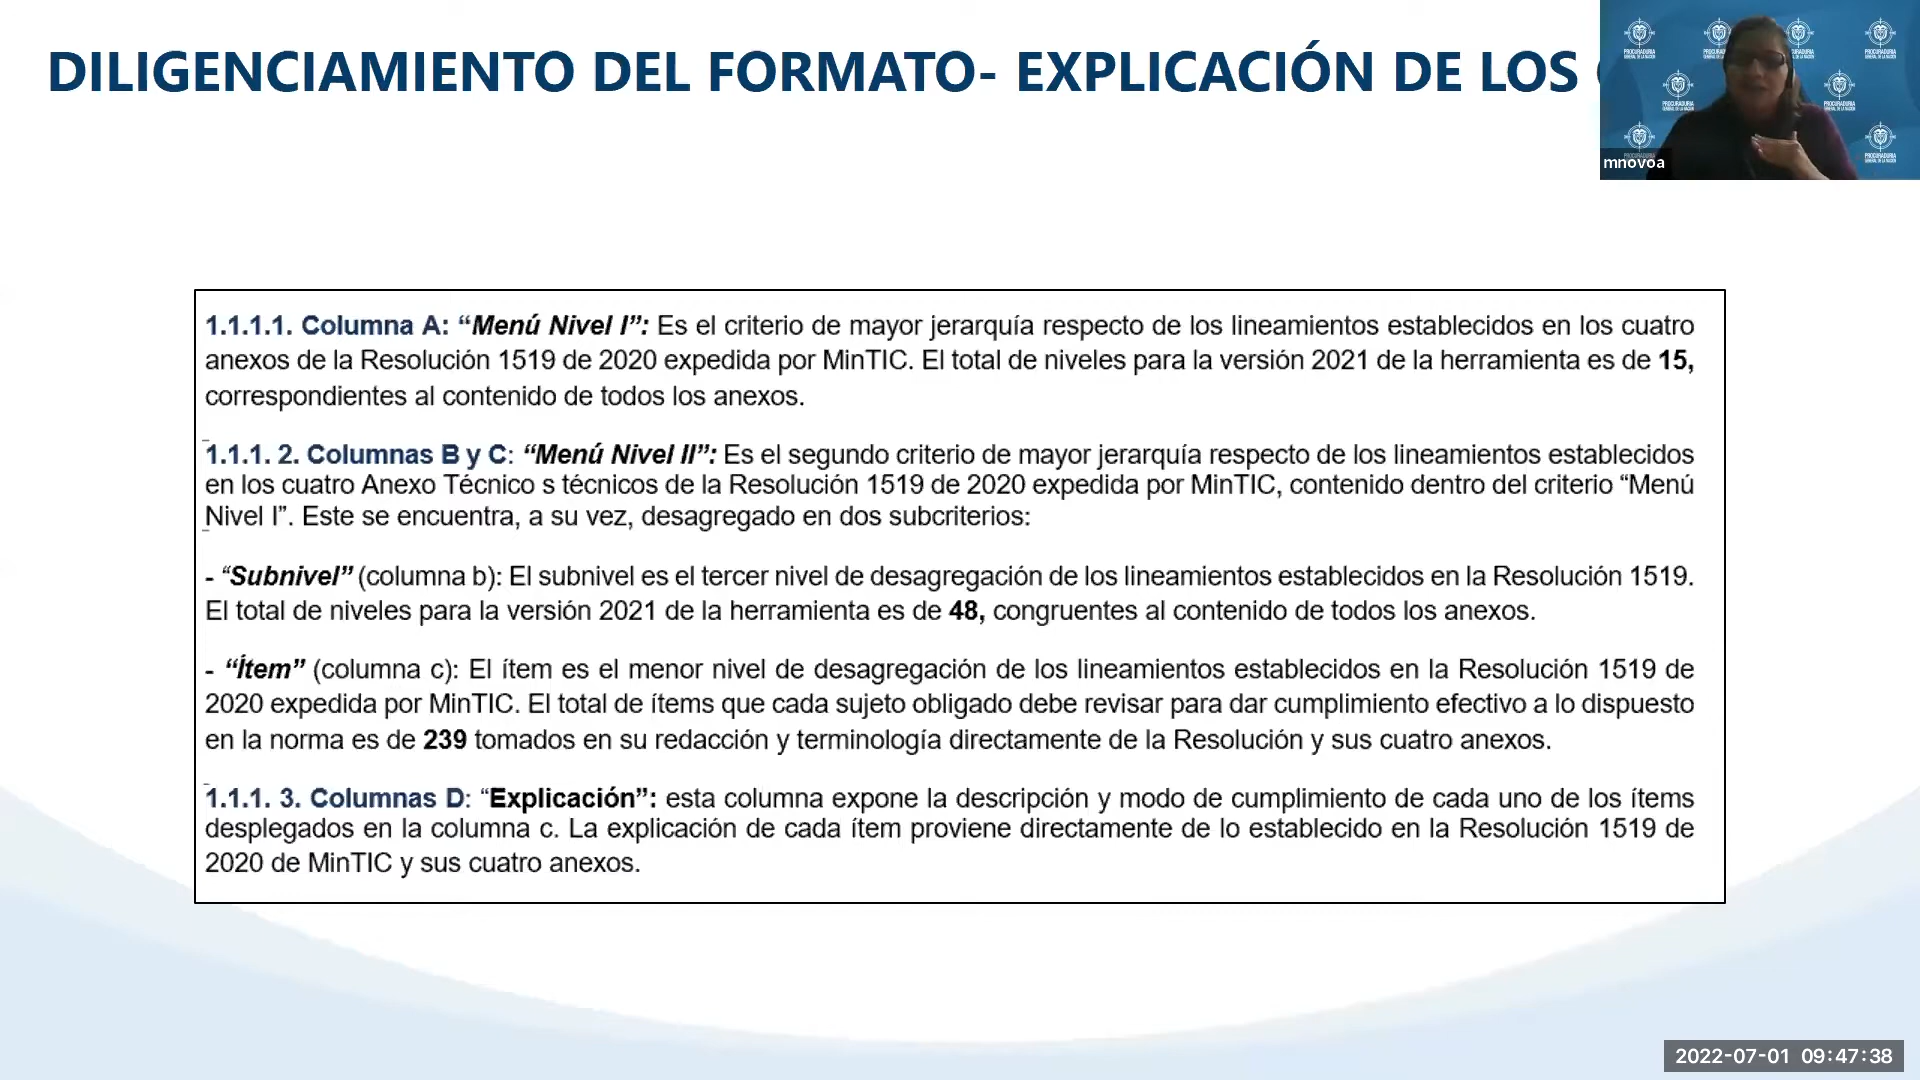 DILIGENCIAMIENTO DEL FORMATO- EXPLICACIÓN DE LOS
PROCURADURIA
GENERAL DE LA NACION
mnovoa
1.1.1.1. Columna A: “Menú Nivel I”: Es el criterio de mayor jerarquía respecto de los lineamientos establecidos en los cuatro
anexos de la Resolución 1519 de 2020 expedida por MinTIC. El total de niveles para la versión 2021 de la herramienta es de 15,
correspondientes al contenido de todos los anexos.
1.1.1. 2. Columnas B y C: “Menú Nivel II”: Es el segundo criterio de mayor jerarquía respecto de los lineamientos establecidos
en los cuatro Anexo Técnico s técnicos de la Resolución 1519 de 2020 expedida por MinTIC, contenido dentro del criterio “Menú
Nivel I”. Este se encuentra, a su vez, desagregado en dos subcriterios:
- “Subnivel” (columna b): El subnivel es el tercer nivel de desagregación de los lineamientos establecidos en la Resolución 1519.
El total de niveles para la versión 2021 de la herramienta es de 48, congruentes al contenido de todos los anexos.
- “Ítem” (columna c): El ítem es el menor nivel de desagregación de los lineamientos establecidos en la Resolución 1519 de
2020 expedida por MinTIC. El total de ítems que cada sujeto obligado debe revisar para dar cumplimiento efectivo a lo dispuesto
en la norma es de 239 tomados en su redacción y terminología directamente de la Resolución y sus cuatro anexos.
1.1.1. 3. Columnas D: “Explicación”: esta columna expone la descripción y modo de cumplimiento de cada uno de los ítems
desplegados en la columna c. La explicación de cada ítem proviene directamente de lo establecido en la Resolución 1519 de
2020 de MinTIC y sus cuatro anexos.
2022-07-01 09:47:38